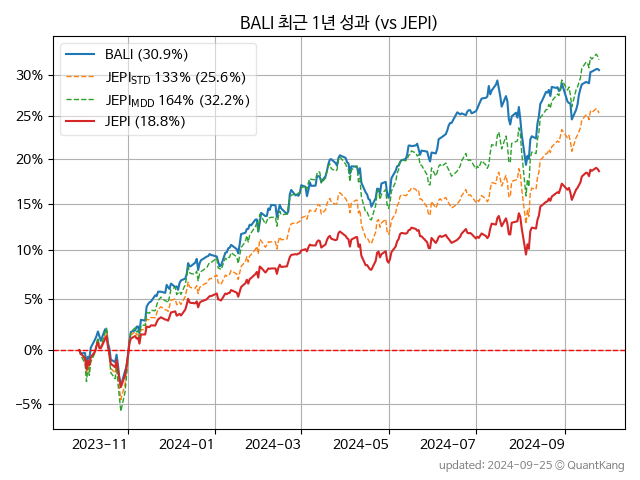 BALI 최근 1년 성과 (vs JEPI)
BALI (30.9%)
JEPI_STD 133% (25.6%)
JEPI_MDD 164% (32.2%)
JEPI (18.8%)
30%
25%
20%
15%
10%
5%
0%
−5%
2023−11 2024−01 2024−03 2024−05 2024−07 2024−09
updated: 2024-09-25 © QuantKang